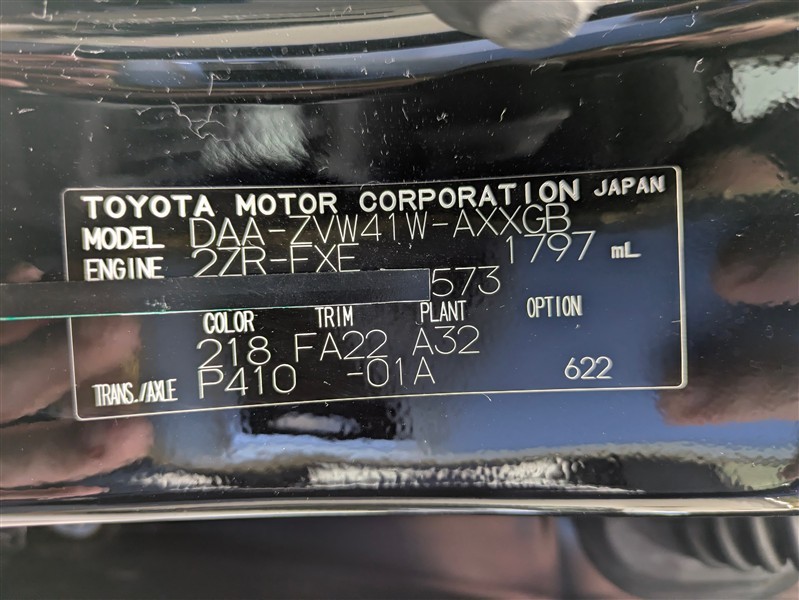 TOYOTA MOTOR CORPORATION JAPAN
MODEL DAA-ZVW41W-AXXGB
ENGINE 2ZR-FXE 1797 mL
573
COLOR TRIM PLANT OPTION
218 FA22 A32
TRANS./AXLE P410 -01A 622